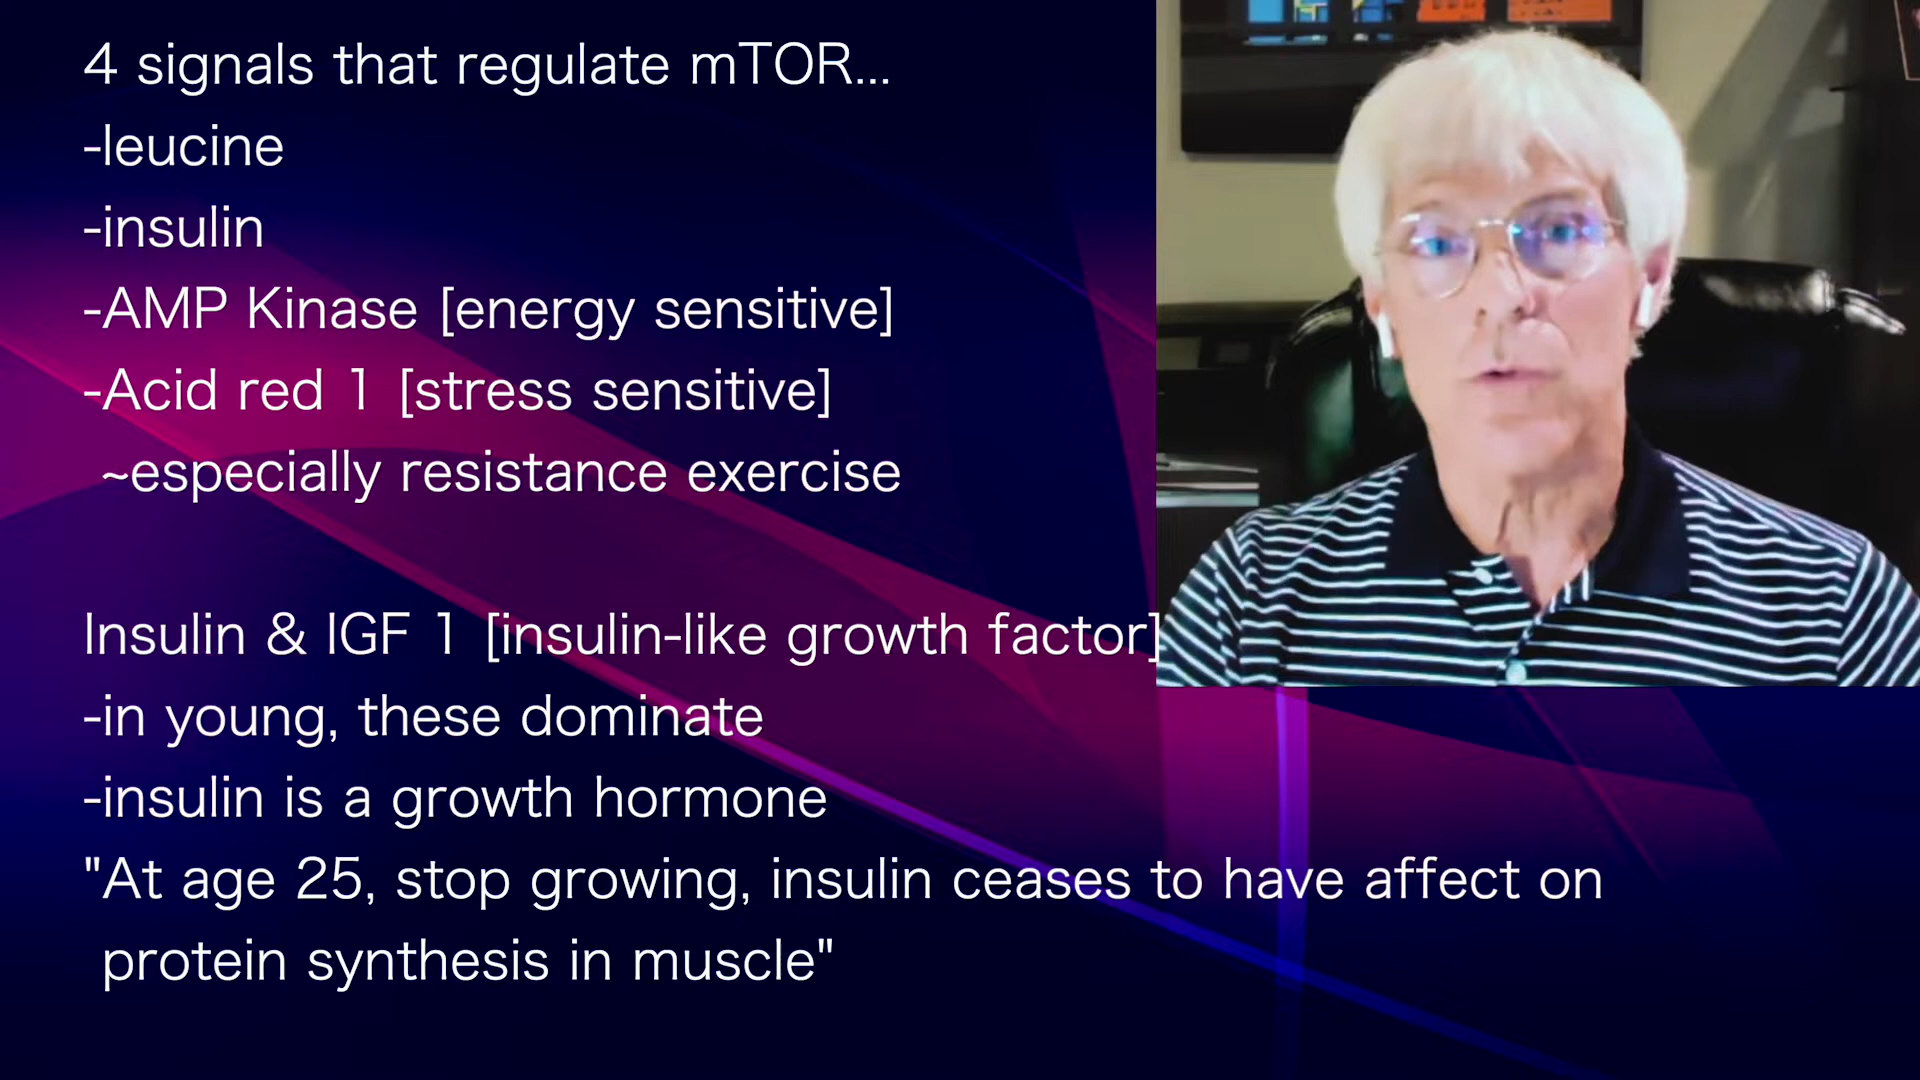 4 signals that regulate mTOR...
-leucine
-insulin
-AMP Kinase [energy sensitive]
-Acid red 1 [stress sensitive]
~especially resistance exercise
Insulin & IGF 1 [insulin-like growth factor]
-in young, these dominate
-insulin is a growth hormone
"At age 25, stop growing, insulin ceases to have affect on
protein synthesis in muscle"